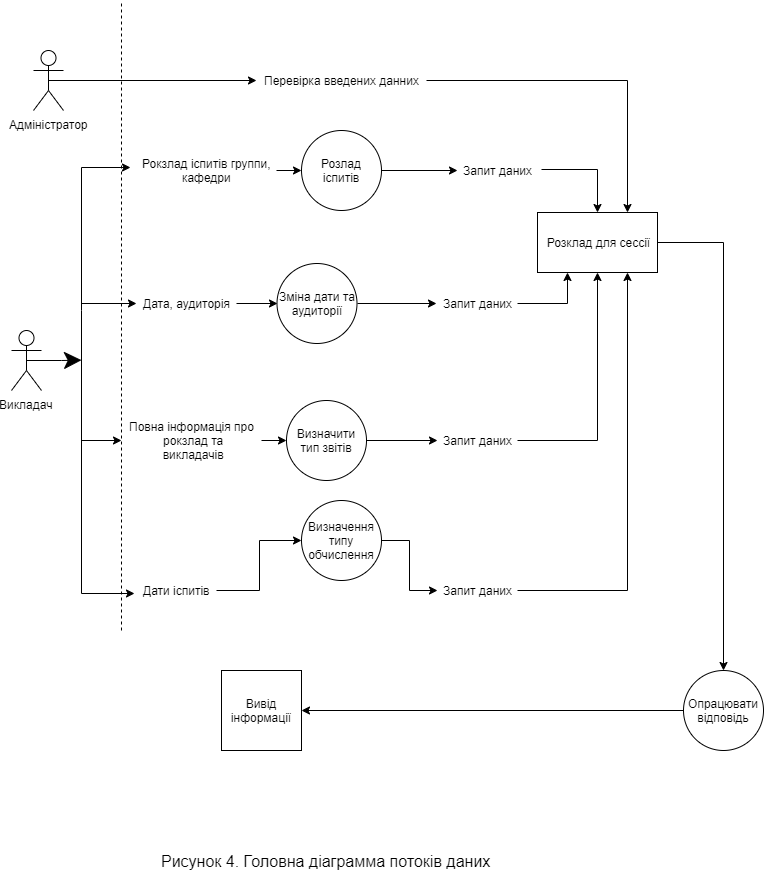 Перевірка введених данних
Адміністратор
Рокзлад іспитів группи,
кафедри
Розлад
іспитів
Запит даних
Розклад для сессії
Дата, аудиторія
Зміна дати та
аудиторії
Запит даних
Викладач
Повна інформація про
рокзлад та
викладачів
Визначити
тип звітів
Запит даних
Визначення
типу
обчислення
Дати іспитів
Запит даних
Вивід
інформації
Опрацювати
відповідь
Рисунок 4. Головна діаграмма потоків даних